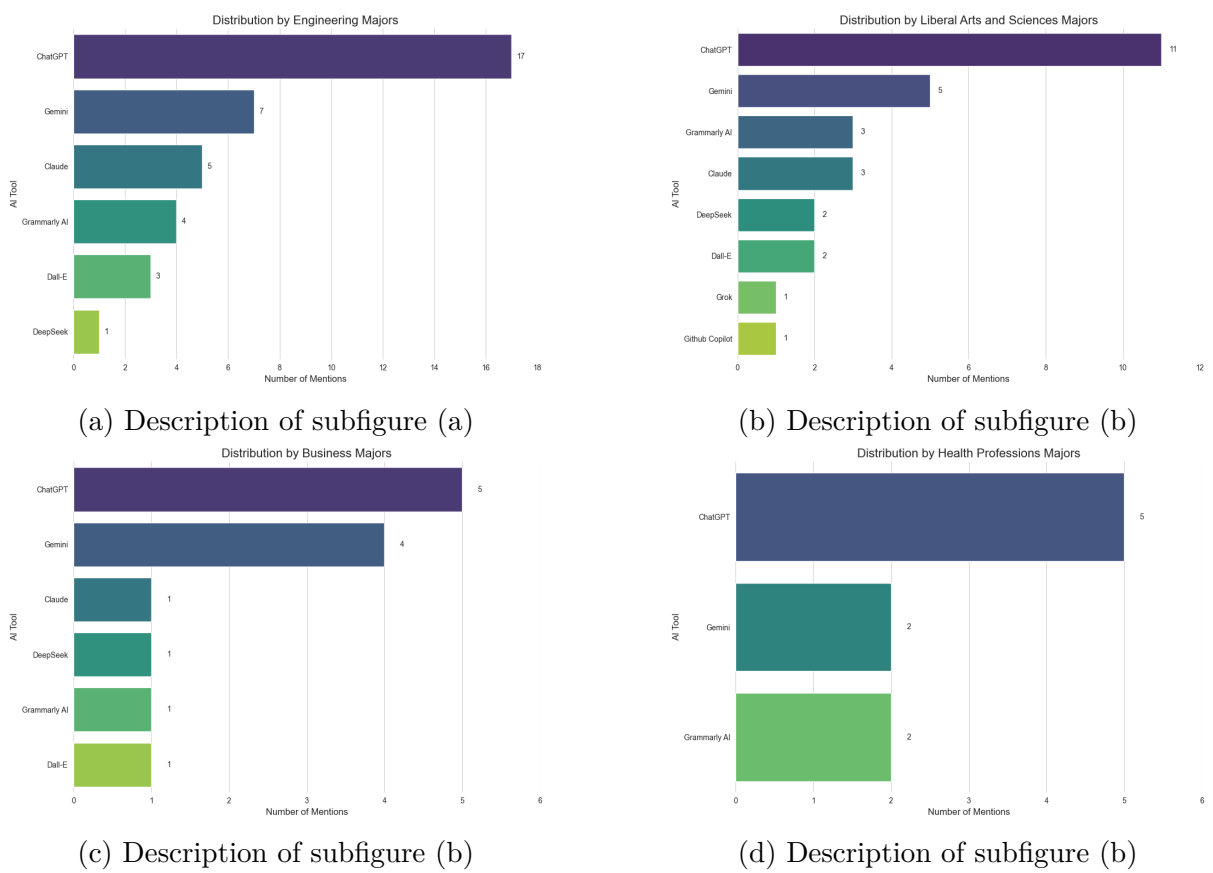 Distribution by Engineering Majors
ChatGPT
17
Gemini
7
Claude
5
Grammarly AI
4
Dall-E
3
DeepSeek
1
AI Tool
0 2 4 6 8 10 12 14 16 18
Number of Mentions
(a) Description of subfigure (a)
Distribution by Liberal Arts and Sciences Majors
ChatGPT
11
Gemini
5
Grammarly AI
3
Claude
3
DeepSeek
2
Dall-E
2
Grok
1
Github Copilot
1
AI Tool
0 2 4 6 8 10 12
Number of Mentions
(b) Description of subfigure (b)
Distribution by Business Majors
ChatGPT
5
Gemini
4
Claude
1
DeepSeek
1
Grammarly AI
1
Dall-E
1
AI Tool
0 1 2 3 4 5 6
Number of Mentions
(c) Description of subfigure (b)
Distribution by Health Professions Majors
ChatGPT
5
Gemini
2
Grammarly AI
2
AI Tool
0 1 2 3 4 5 6
Number of Mentions
(d) Description of subfigure (b)